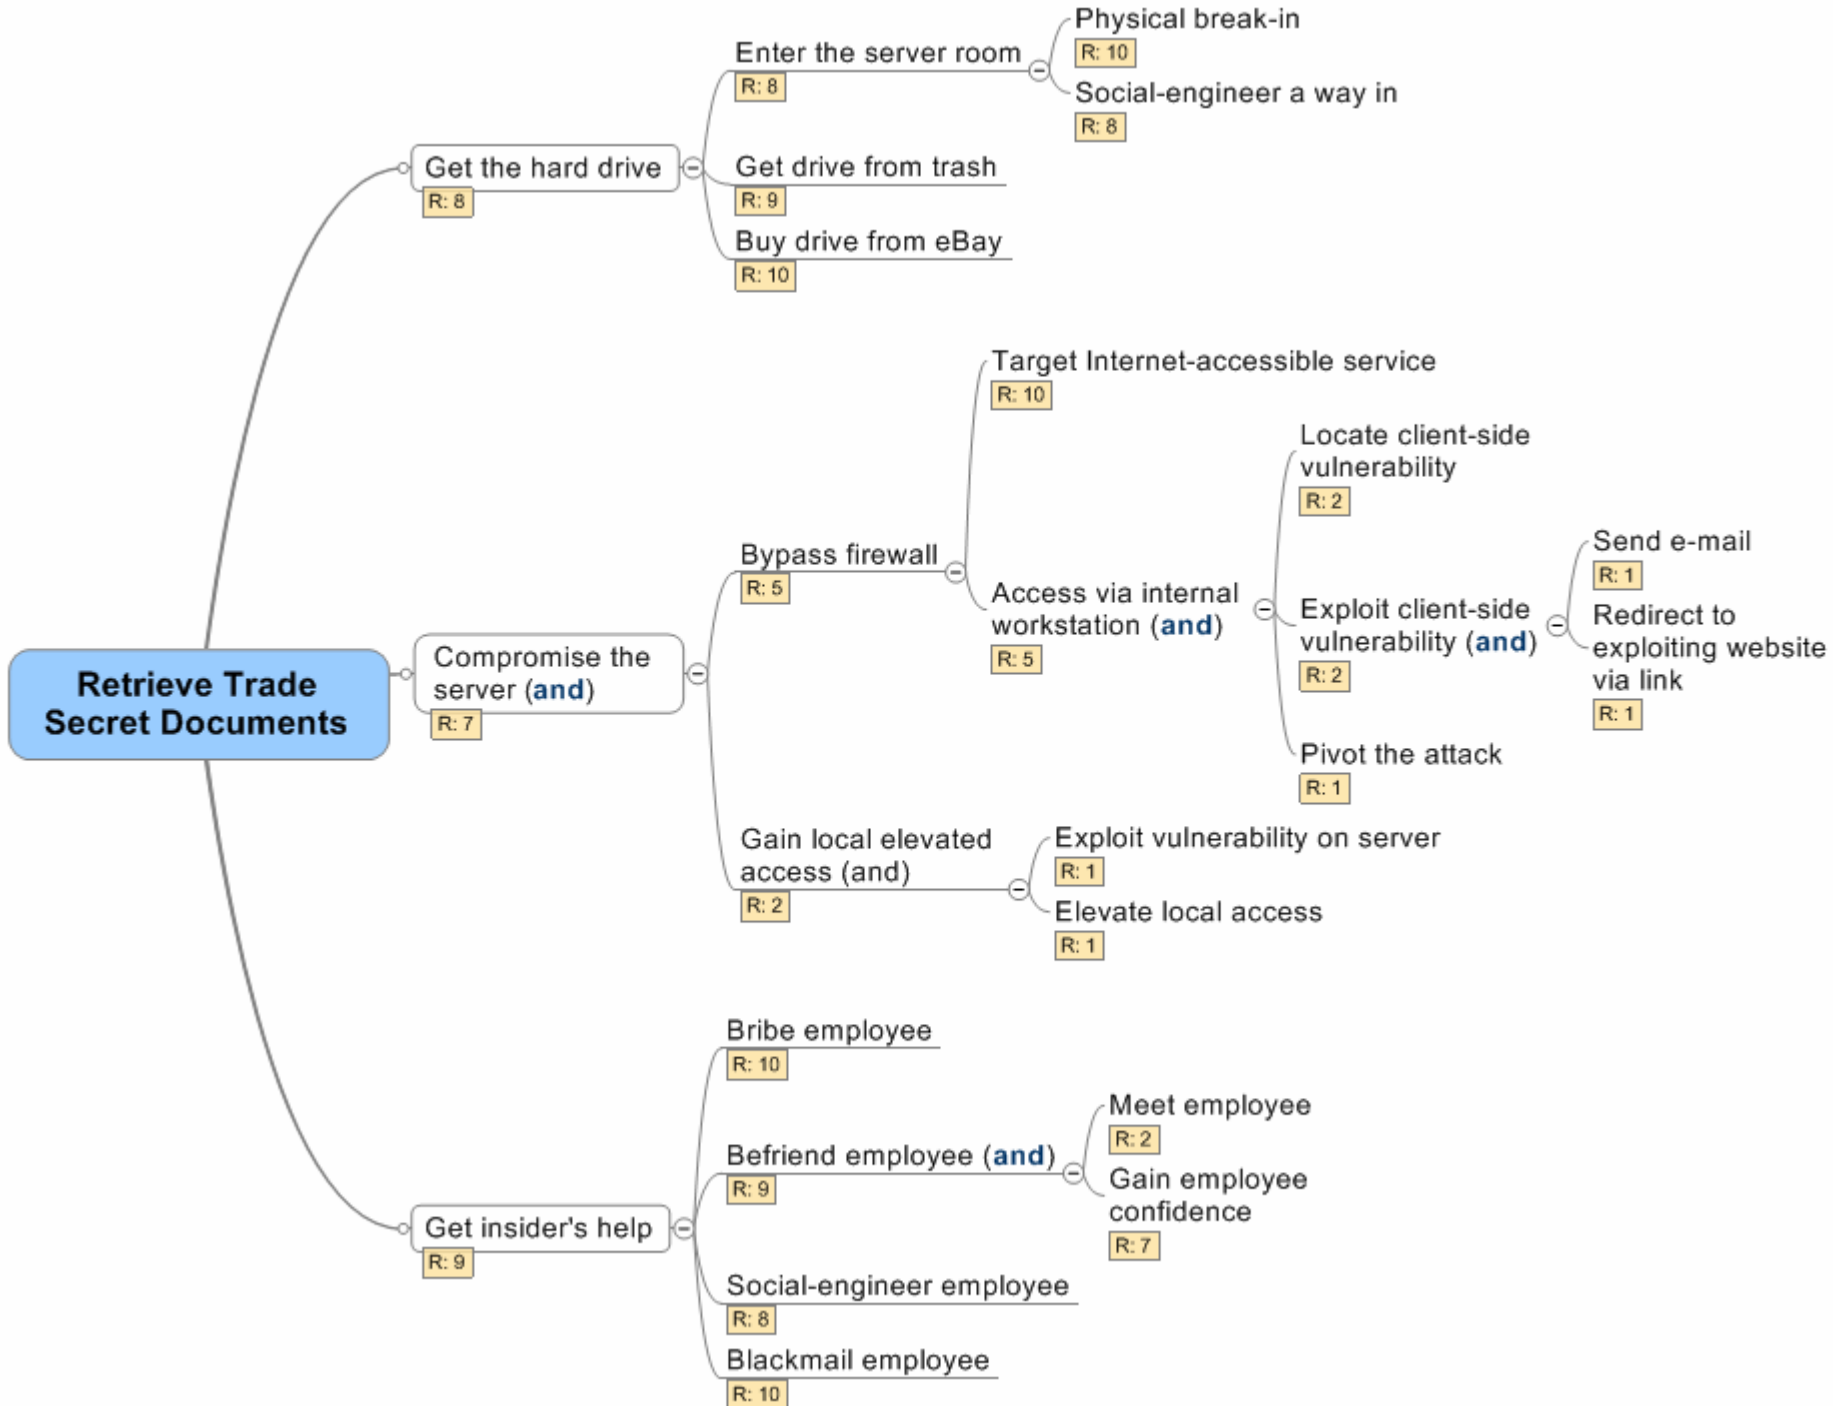 Retrieve Trade
Secret Documents
Get the hard drive
R: 8
Enter the server room
R: 8
Physical break-in
R: 10
Social-engineer a way in
R: 8
Get drive from trash
R: 9
Buy drive from eBay
R: 10
Compromise the
server (and)
R: 7
Bypass firewall
R: 5
Target Internet-accessible service
R: 10
Access via internal
workstation (and)
R: 5
Locate client-side
vulnerability
R: 2
Exploit client-side
vulnerability (and)
R: 2
Send e-mail
R: 1
Redirect to
exploiting website
via link
R: 1
Pivot the attack
R: 1
Gain local elevated
access (and)
R: 2
Exploit vulnerability on server
R: 1
Elevate local access
R: 1
Get insider's help
R: 9
Bribe employee
R: 10
Befriend employee (and)
R: 9
Meet employee
R: 2
Gain employee
confidence
R: 7
Social-engineer employee
R: 8
Blackmail employee
R: 10